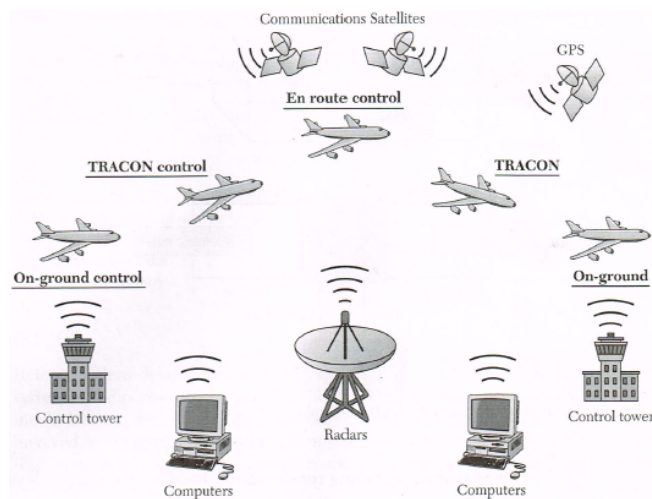 Communications Satellites
GPS
En route control
TRACON control
TRACON
On-ground control
On-ground
Control tower
Radars
Control tower
Computers
Computers